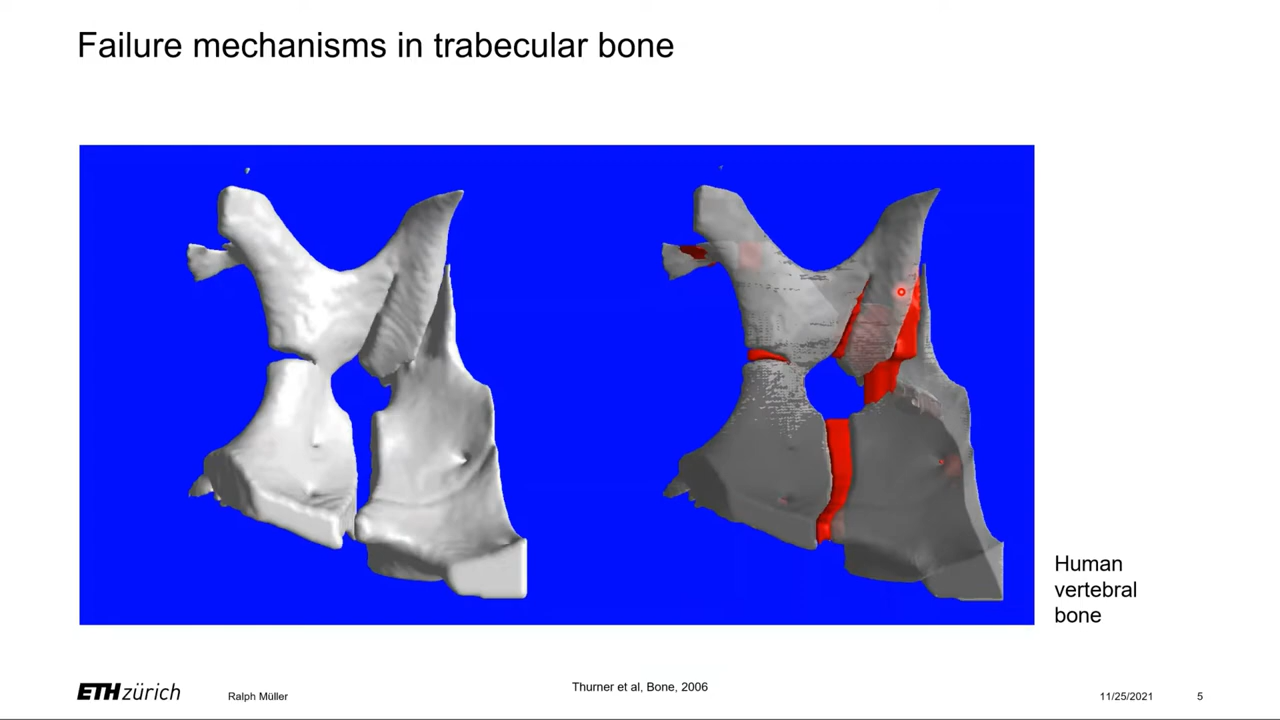 Failure mechanisms in trabecular bone
Human
vertebral
bone
ETH zürich
Ralph Müller
Thurner et al, Bone, 2006
11/25/2021
5